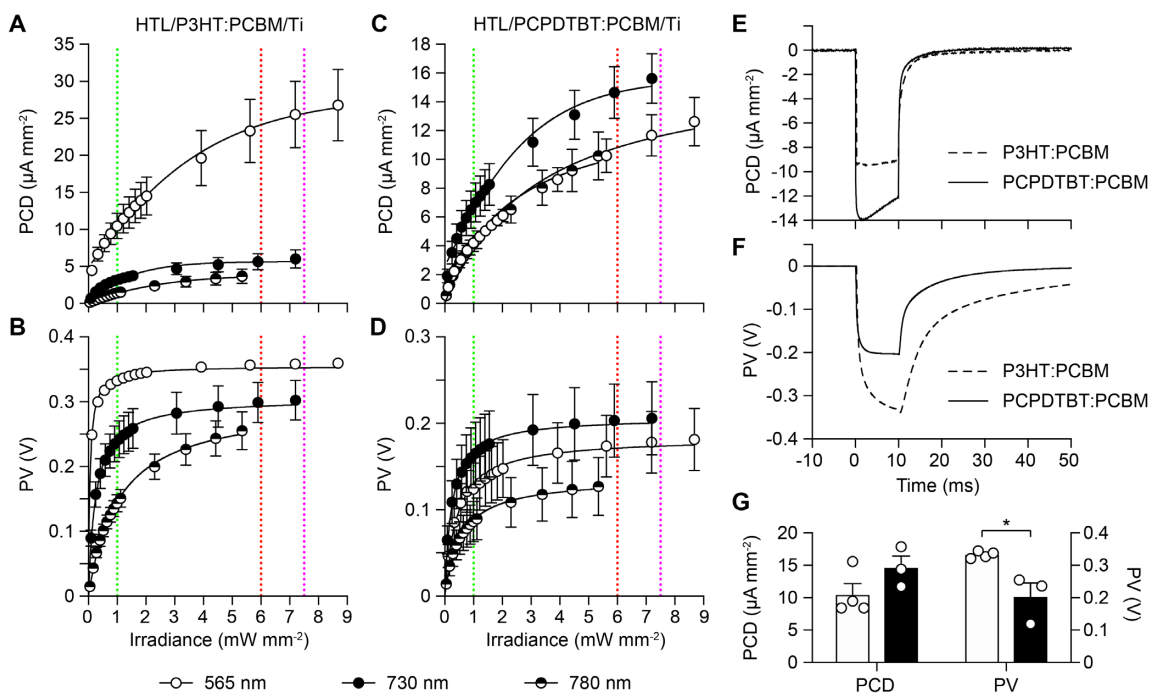 A
HTL/P3HT:PCBM/Ti
PCD (µA mm-2)
35
30
25
20
15
10
5
0
B
PV (V)
0.4
0.3
0.2
0.1
0
0 1 2 3 4 5 6 7 8 9
Irradiance (mW mm-2)
C
HTL/PCPDTBT:PCBM/Ti
PCD (µA mm-2)
18
16
14
12
10
8
6
4
2
0
D
PV (V)
0.3
0.2
0.1
0
0 1 2 3 4 5 6 7 8 9
Irradiance (mW mm-2)
565 nm 730 nm 780 nm
E
PCD (µA mm-2)
0
-2
-4
-6
-8
-10
-12
-14
P3HT:PCBM
PCPDTBT:PCBM
F
PV (V)
0
-0.1
-0.2
-0.3
-0.4
P3HT:PCBM
PCPDTBT:PCBM
-10 0 10 20 30 40 50
Time (ms)
G
PCD (µA mm-2)
20
15
10
5
0
*
0.4
0.3
0.2
0.1
0
PV (V)
PCD PV